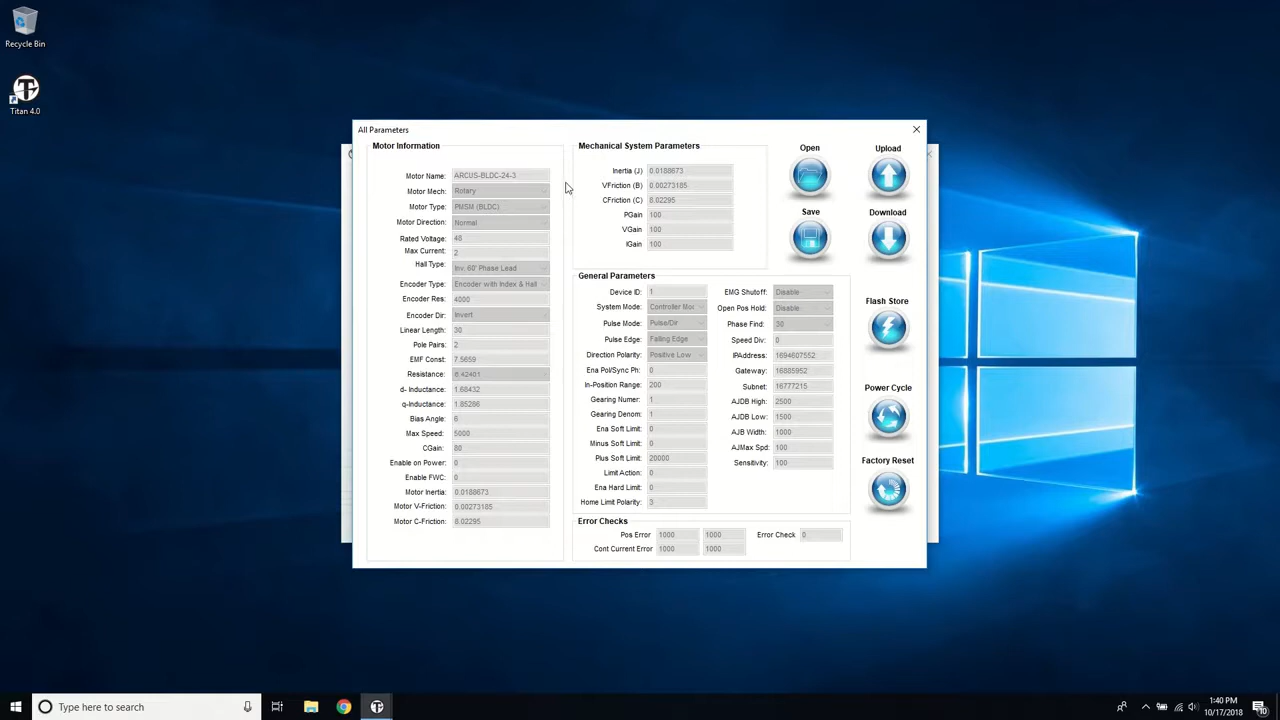 Recycle Bin
Titan 4.0
All Parameters
Motor Information
Motor Name: ARCUS-BLDC-24-3
Motor Mech: Rotary
Motor Type: PMSM (BLDC)
Motor Direction: Normal
Rated Voltage: 48
Max Current: 2
Hall Type: Inv. 60' Phase Lead
Encoder Type: Encoder with Index & Hall
Encoder Res: 4000
Encoder Dir: Invert
Linear Length: 30
Pole Pairs: 2
EMF Const: 7.5659
Resistance: 6.42401
d- Inductance: 1.68432
q-Inductance: 1.85286
Bias Angle: 6
Max Speed: 5000
CGain: 80
Enable on Power: 0
Enable FWC: 0
Motor Inertia: 0.0188673
Motor V-Friction: 0.00273185
Motor C-Friction: 8.02295
Mechanical System Parameters
Inertia (J) 0.0188673
VFriction (B) 0.00273185
CFriction (C) 8.02295
PGain 100
VGain 100
IGain 100
General Parameters
Device ID: 1
System Mode: Controller Moc
Pulse Mode: Pulse/Dir
Pulse Edge: Falling Edge
Direction Polarity: Positive Low
Ena Pol/Sync Ph: 0
In-Position Range: 200
Gearing Numer: 1
Gearing Denom: 1
Ena Soft Limit: 0
Minus Soft Limit: 0
Plus Soft Limit: 20000
Limit Action: 0
Ena Hard Limit: 0
Home Limit Polarity: 3
EMG Shutoff: Disable
Open Pos Hold: Disable
Phase Find: 30
Speed Div: 0
IPAddress: 1694607552
Gateway: 16885952
Subnet: 16777215
AJDB High: 2500
AJDB Low: 1500
AJB Width: 1000
AJMax Spd: 100
Sensitivity: 100
Error Checks
Pos Error 1000 1000 Error Check 0
Cont Current Error 1000 1000
Open
Upload
Save
Download
Flash Store
Power Cycle
Factory Reset
Type here to search
1:40 PM
10/17/2018
10